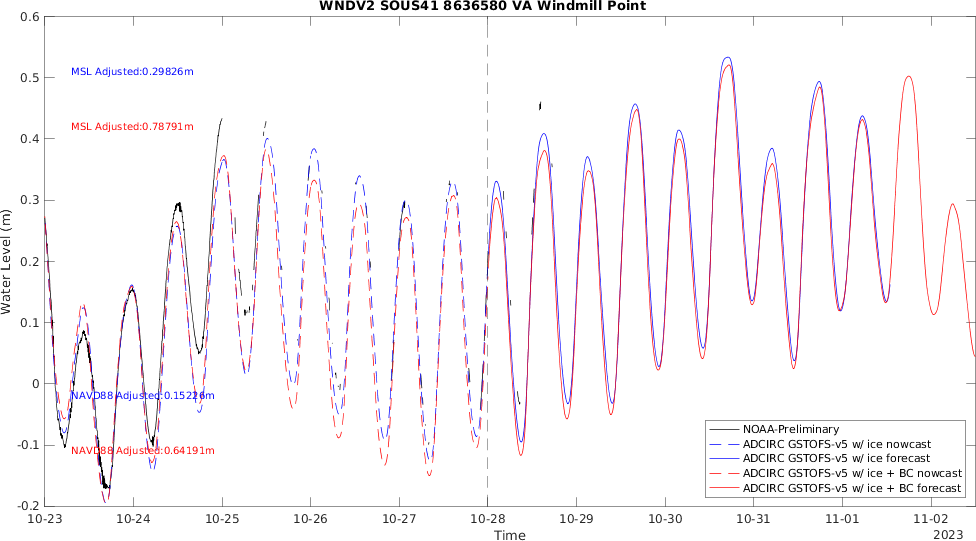 WNDV2 SOUS41 8636580 VA Windmill Point
0.6
0.5
0.4
0.3
0.2
0.1
0
-0.1
-0.2
Water Level (m)
MSL Adjusted:0.29826m
MSL Adjusted:0.78791m
NAVD88 Adjusted:0.15226m
NAVD88 Adjusted:0.64191m
NOAA-Preliminary
ADCIRC GSTOFS-v5 w/ ice nowcast
ADCIRC GSTOFS-v5 w/ ice forecast
ADCIRC GSTOFS-v5 w/ ice + BC nowcast
ADCIRC GSTOFS-v5 w/ ice + BC forecast
10-23 10-24 10-25 10-26 10-27 10-28 10-29 10-30 10-31 11-01 11-02
Time
2023